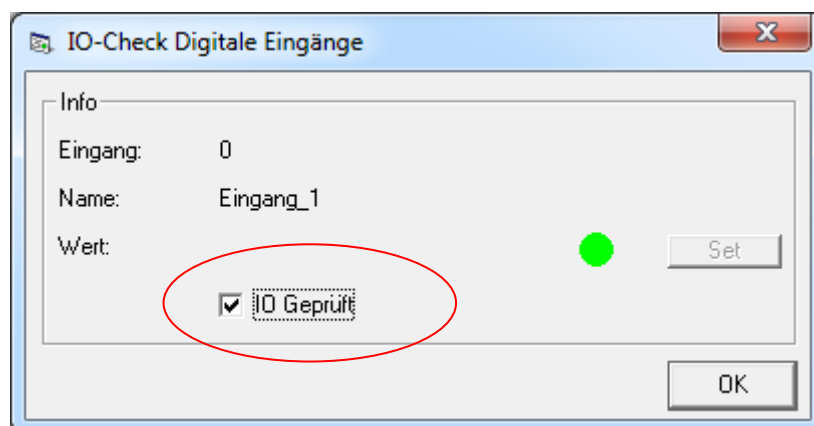 IO-Check Digitale Eingänge
Info
Eingang: 0
Name: Eingang_1
Wert: Set
IO Geprüft
OK